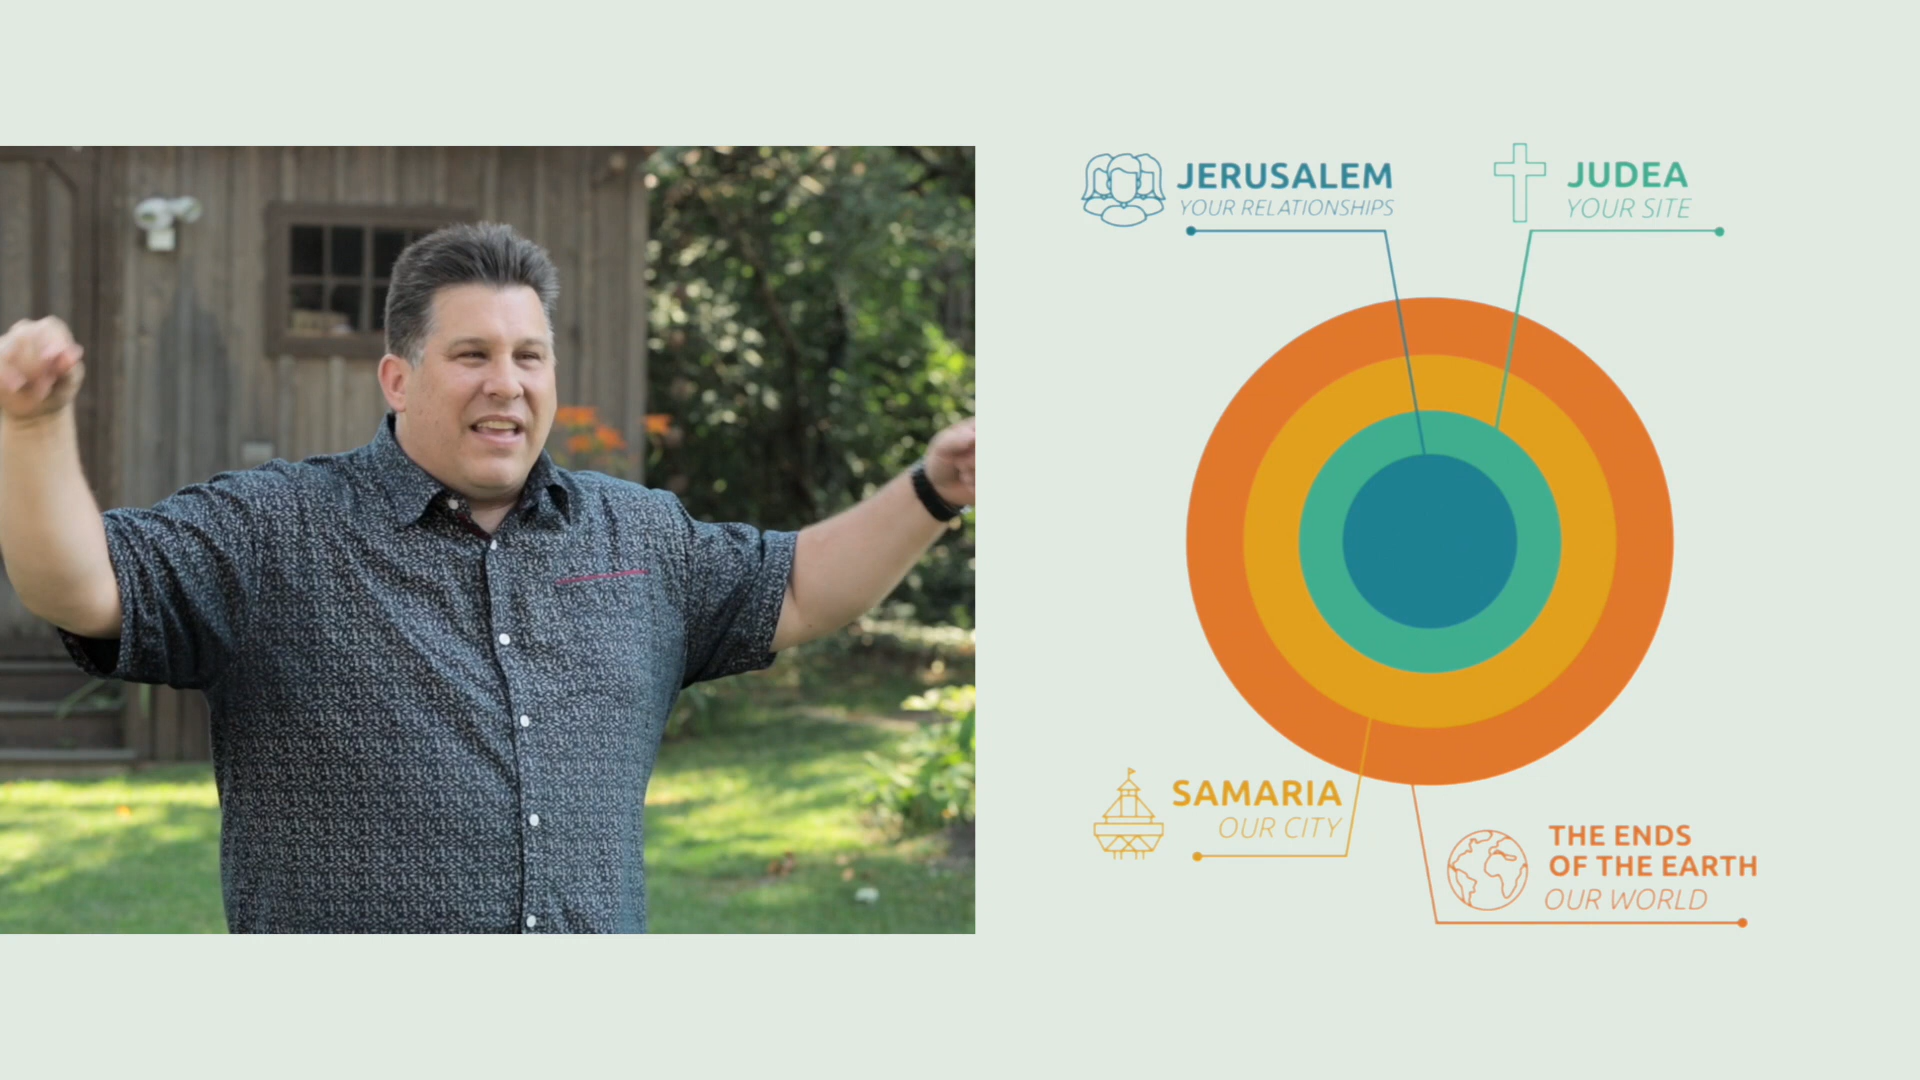 JERUSALEM
YOUR RELATIONSHIPS
JUDEA
YOUR SITE
SAMARIA
OUR CITY
THE ENDS
OF THE EARTH
OUR WORLD